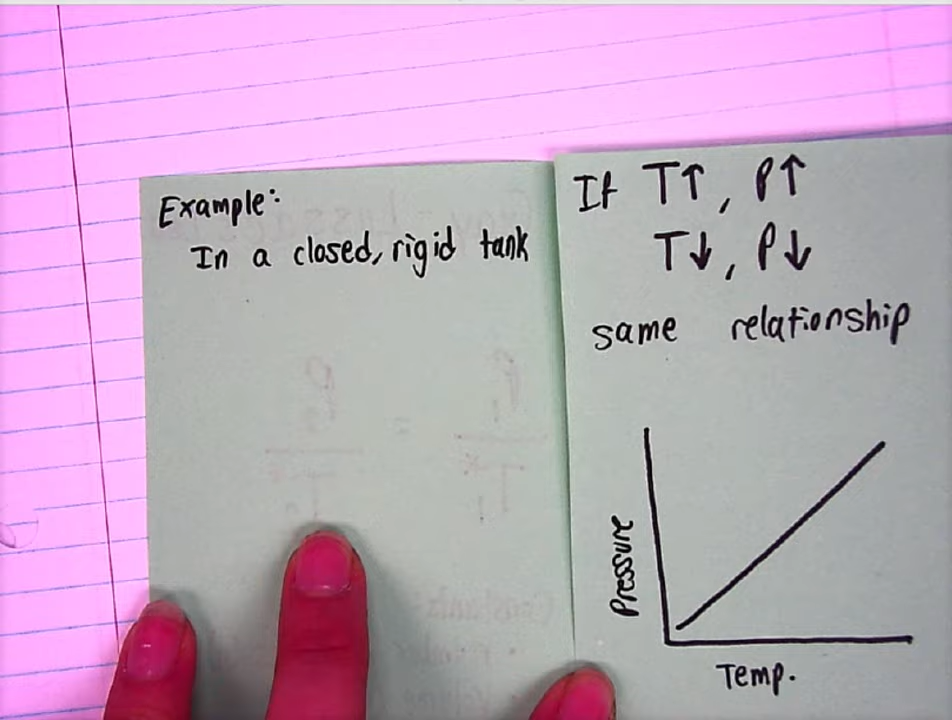 Example:
In a closed, rigid tank
If T↑, P↑
T↓, P↓
same relationship
Pressure
Temp.